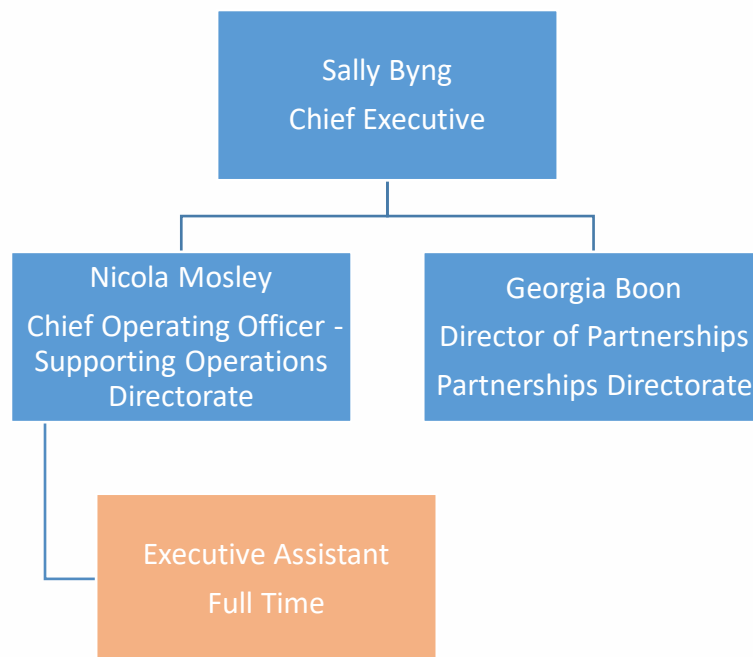 Sally Byng
Chief Executive
Nicola Mosley
Chief Operating Officer -
Supporting Operations
Directorate
Georgia Boon
Director of Partnerships
Partnerships Directorate
Executive Assistant
Full Time